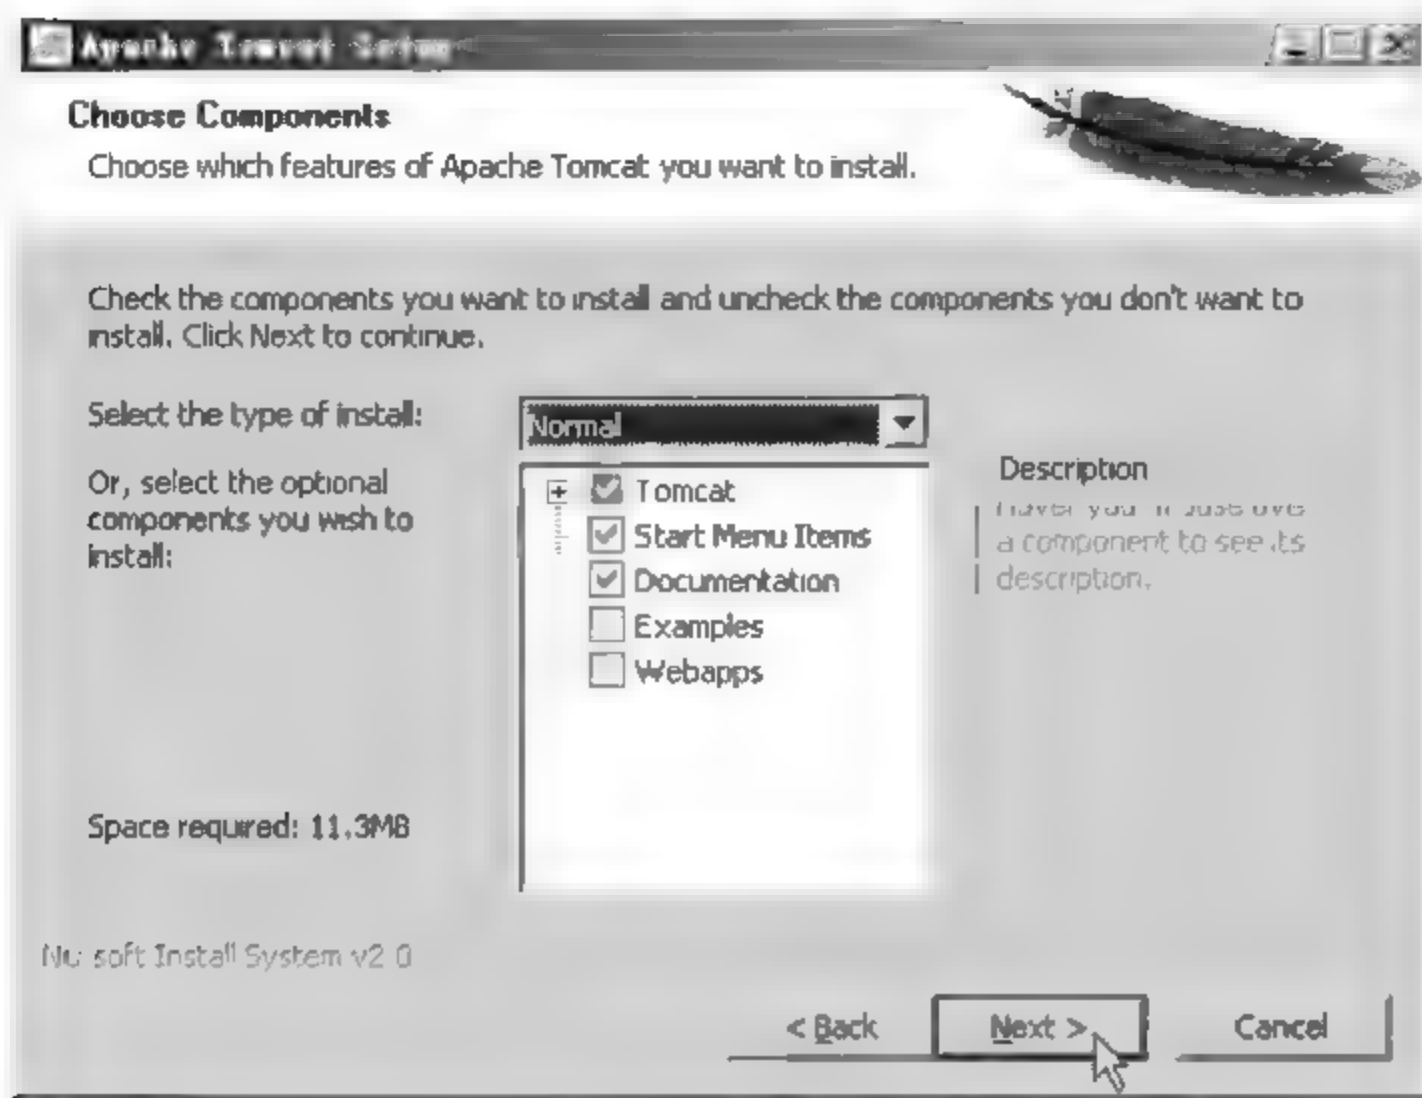 Apache Tomcat Setup
Choose Components
Choose which features of Apache Tomcat you want to install.
Check the components you want to install and uncheck the components you don't want to
install. Click Next to continue.
Select the type of install:
Normal
Or, select the optional
components you wish to
install:
Tomcat
Start Menu Items
Documentation
Examples
Webapps
Description
a component to see its
description.
Space required: 11.3MB
soft Install System v2.0
< Back
Next >
Cancel